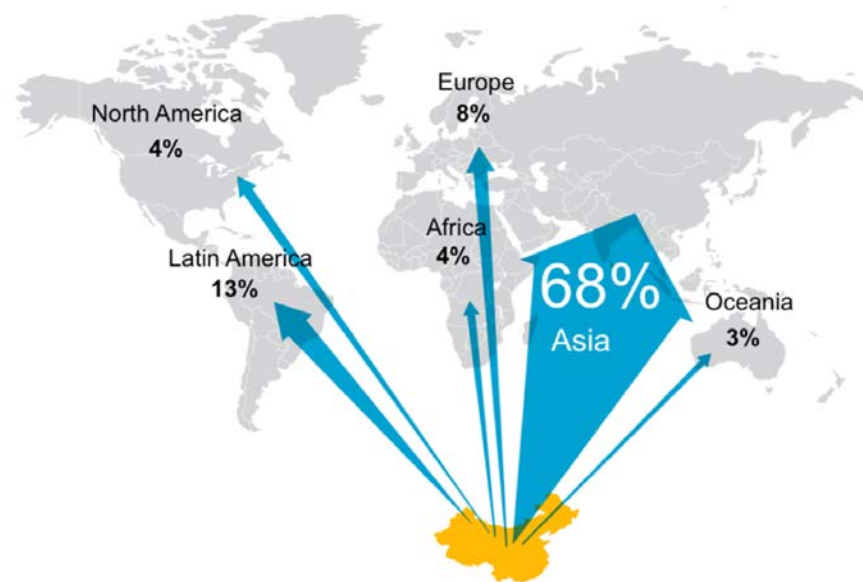 Europe
8%
North America
4%
Africa
4%
Latin America
13%
68%
Asia
Oceania
3%